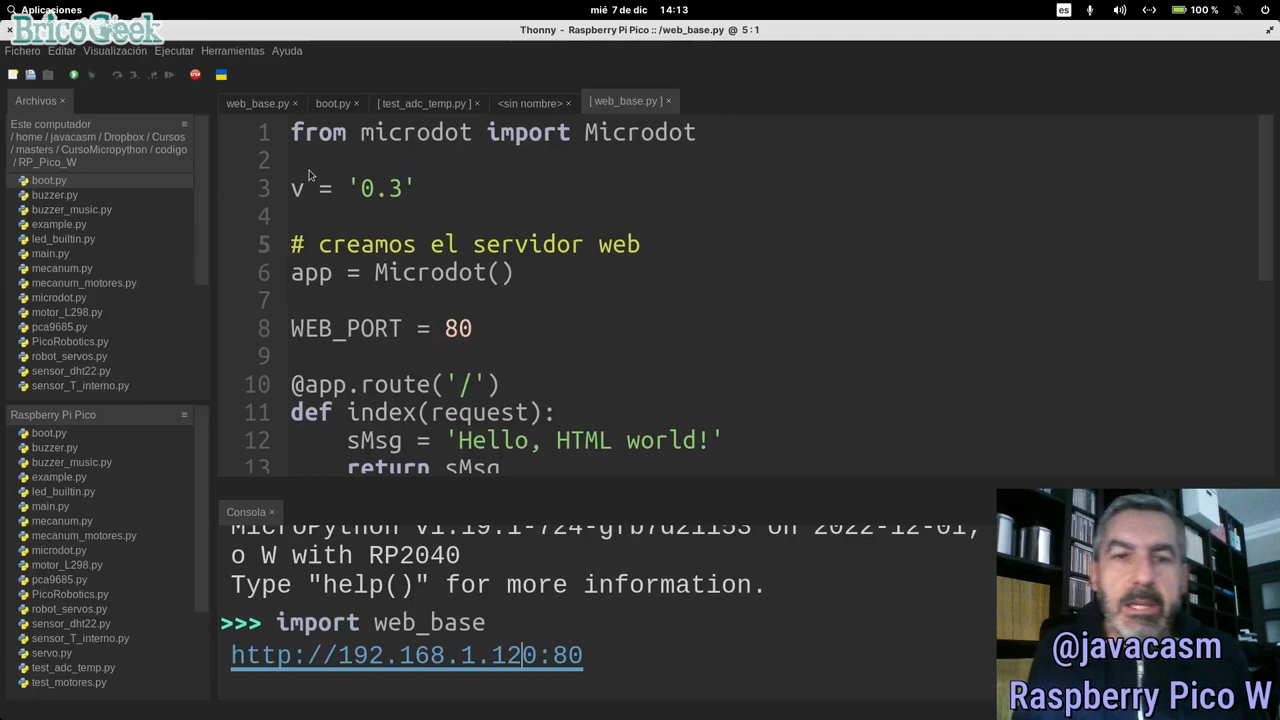 Aplicaciones
mié 7 de dic 14:13
es
100 %
BricoGeek
Thonny - Raspberry Pi Pico :: /web_base.py @ 5:1
Fichero Editar Visualización Ejecutar Herramientas Ayuda
Archivos ×
Este computador
/ home / javacasm / Dropbox / Cursos
/ masters / CursoMicropython / codigo
/ RP_Pico_W
boot.py
buzzer.py
buzzer_music.py
example.py
led_builtin.py
main.py
mecanum.py
mecanum_motores.py
microdot.py
motor_L298.py
pca9685.py
PicoRobotics.py
robot_servos.py
sensor_dht22.py
sensor_T_interno.py
Raspberry Pi Pico
boot.py
buzzer.py
buzzer_music.py
example.py
led_builtin.py
main.py
mecanum.py
mecanum_motores.py
microdot.py
motor_L298.py
pca9685.py
PicoRobotics.py
robot_servos.py
sensor_dht22.py
sensor_T_interno.py
servo.py
test_adc_temp.py
test_motores.py
web_base.py × boot.py × [ test_adc_temp.py ] × <sin nombre> × [ web_base.py ] ×
1 from microdot import Microdot
2
3 v = '0.3'
4
5 # creamos el servidor web
6 app = Microdot()
7
8 WEB_PORT = 80
9
10 @app.route('/')
11 def index(request):
12 sMsg = 'Hello, HTML world!'
13 return sMsg
Consola ×
o W with RP2040
Type "help()" for more information.
>>> import web_base
http://192.168.1.120:80
@javacasm
Raspberry Pico W